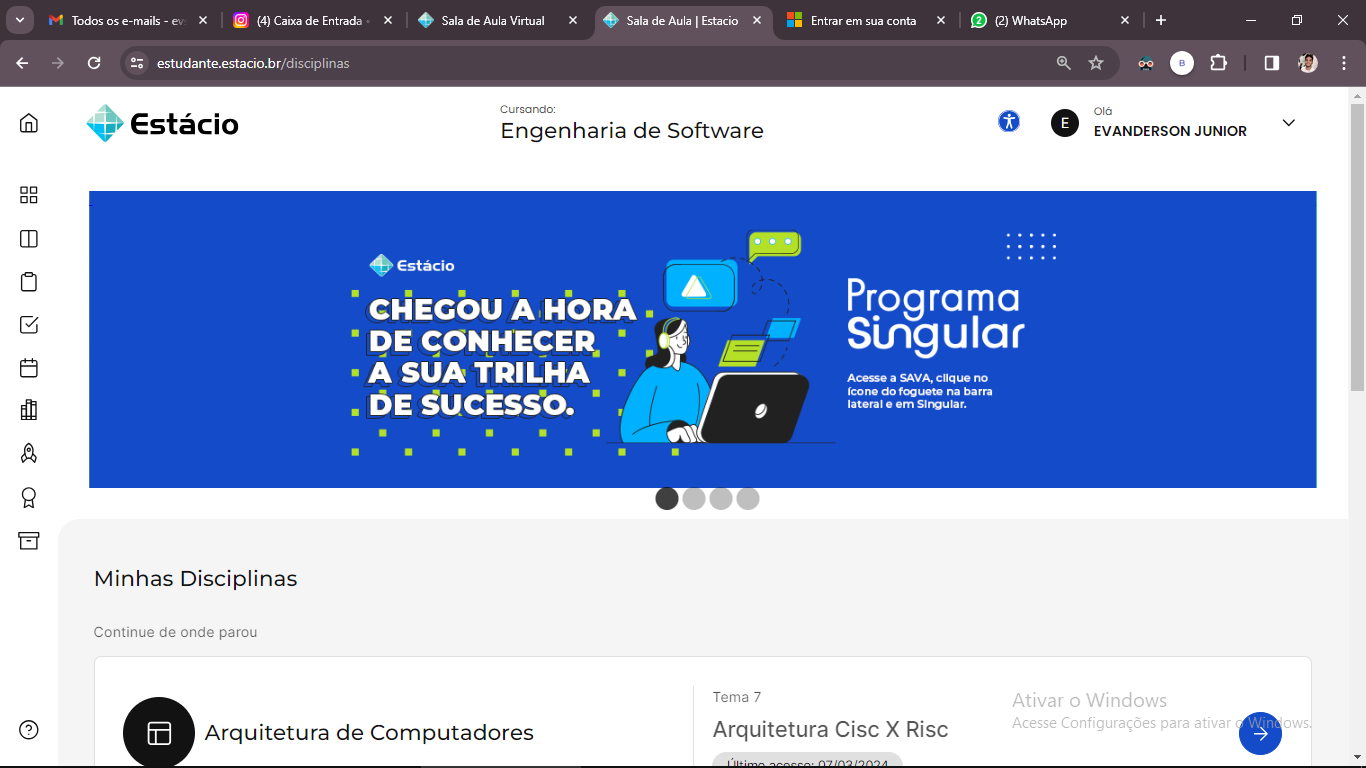 Todos os e-mails - evs
(4) Caixa de Entrada •
Sala de Aula Virtual
Sala de Aula | Estacio
Entrar em sua conta
2
(2) WhatsApp
estudante.estacio.br/disciplinas
B
Estácio
Cursando:
Engenharia de Software
E
Olá
EVANDERSON JUNIOR
Estácio
CHEGOU A HORA
DE CONHECER
A SUA TRILHA
DE SUCESSO.
Programa
Singular
Acesse a SAVA, clique no
ícone do foguete na barra
lateral e em Singular.
Minhas Disciplinas
Continue de onde parou
Arquitetura de Computadores
Tema 7
Arquitetura Cisc X Risc
Último acesso: 07/03/2024
Ativar o Windows
Acesse Configurações para ativar o Windows.